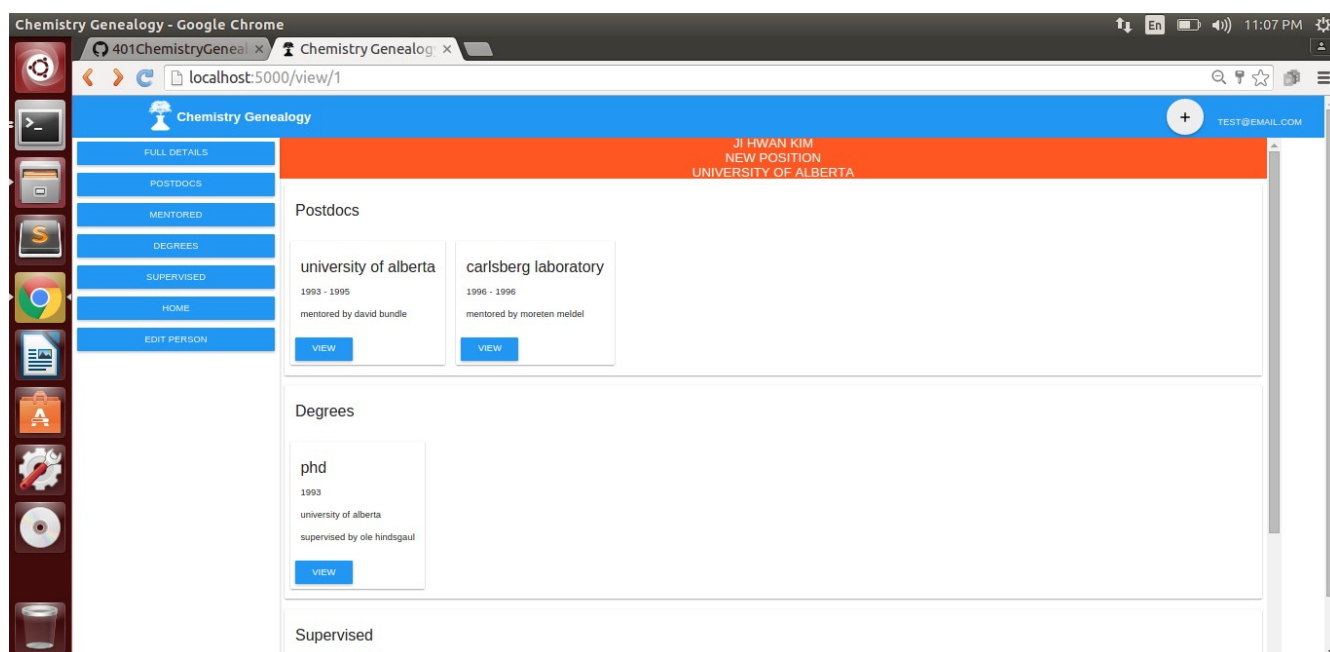 Chemistry Genealogy - Google Chrome
En
11:07 PM
401ChemistryGeneal
Chemistry Genealog
localhost:5000/view/1
Chemistry Genealogy
+
TEST@EMAIL.COM
FULL DETAILS
POSTDOCS
MENTORED
DEGREES
SUPERVISED
HOME
EDIT PERSON
JI HWAN KIM
NEW POSITION
UNIVERSITY OF ALBERTA
Postdocs
university of alberta
1993 - 1995
mentored by david bundle
VIEW
carlsberg laboratory
1996 - 1996
mentored by moreten meldel
VIEW
Degrees
phd
1993
university of alberta
supervised by ole hindsgaul
VIEW
Supervised